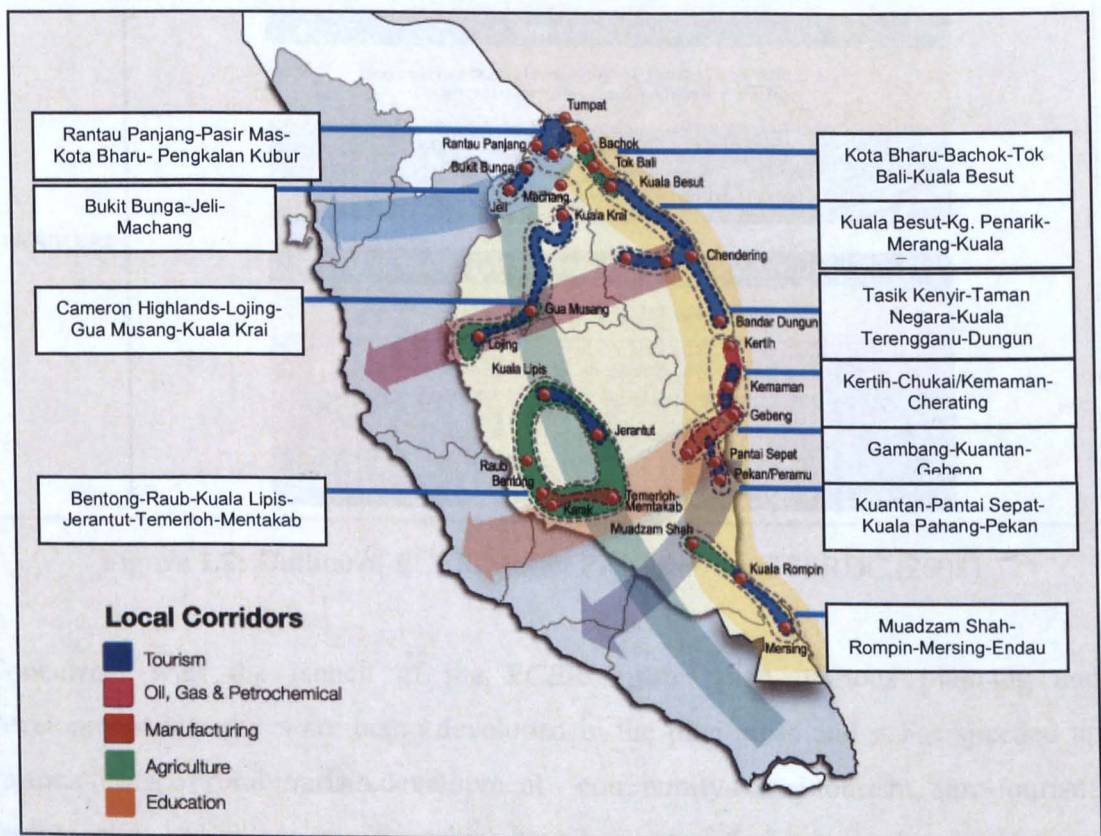 Rantau Panjang-Pasir Mas-
Kota Bharu- Pengkalan Kubur
Bukit Bunga-Jeli-
Machang
Cameron Highlands-Lojing-
Gua Musang-Kuala Krai
Bentong-Raub-Kuala Lipis-
Jerantut-Temerloh-Mentakab
Tumpat
Rantau Panjang
Bachok
Bukit Bunga
Tok Bali
Machang
Kuala Besut
Jeli
Kuala Krai
Chendering
Gua Musang
Bandar Dungun
Lojing
Kertih
Kuala Lipis
Kemaman
Gebeng
Jerantut
Pantai Sepat
Raub
Pekan/Peramu
Bentong
Temerloh-
Memtakab
Karak
Muadzam Shah
Kuala Rompin
Mersing
Kota Bharu-Bachok-Tok
Bali-Kuala Besut
Kuala Besut-Kg. Penarik-
Merang-Kuala
Tasik Kenyir-Taman
Negara-Kuala
Terengganu-Dungun
Kertih-Chukai/Kemaman-
Cherating
Gambang-Kuantan-
Gebeng
Kuantan-Pantai Sepat-
Kuala Pahang-Pekan
Muadzam Shah-
Rompin-Mersing-Endau
Local Corridors
Tourism
Oil, Gas & Petrochemical
Manufacturing
Agriculture
Education